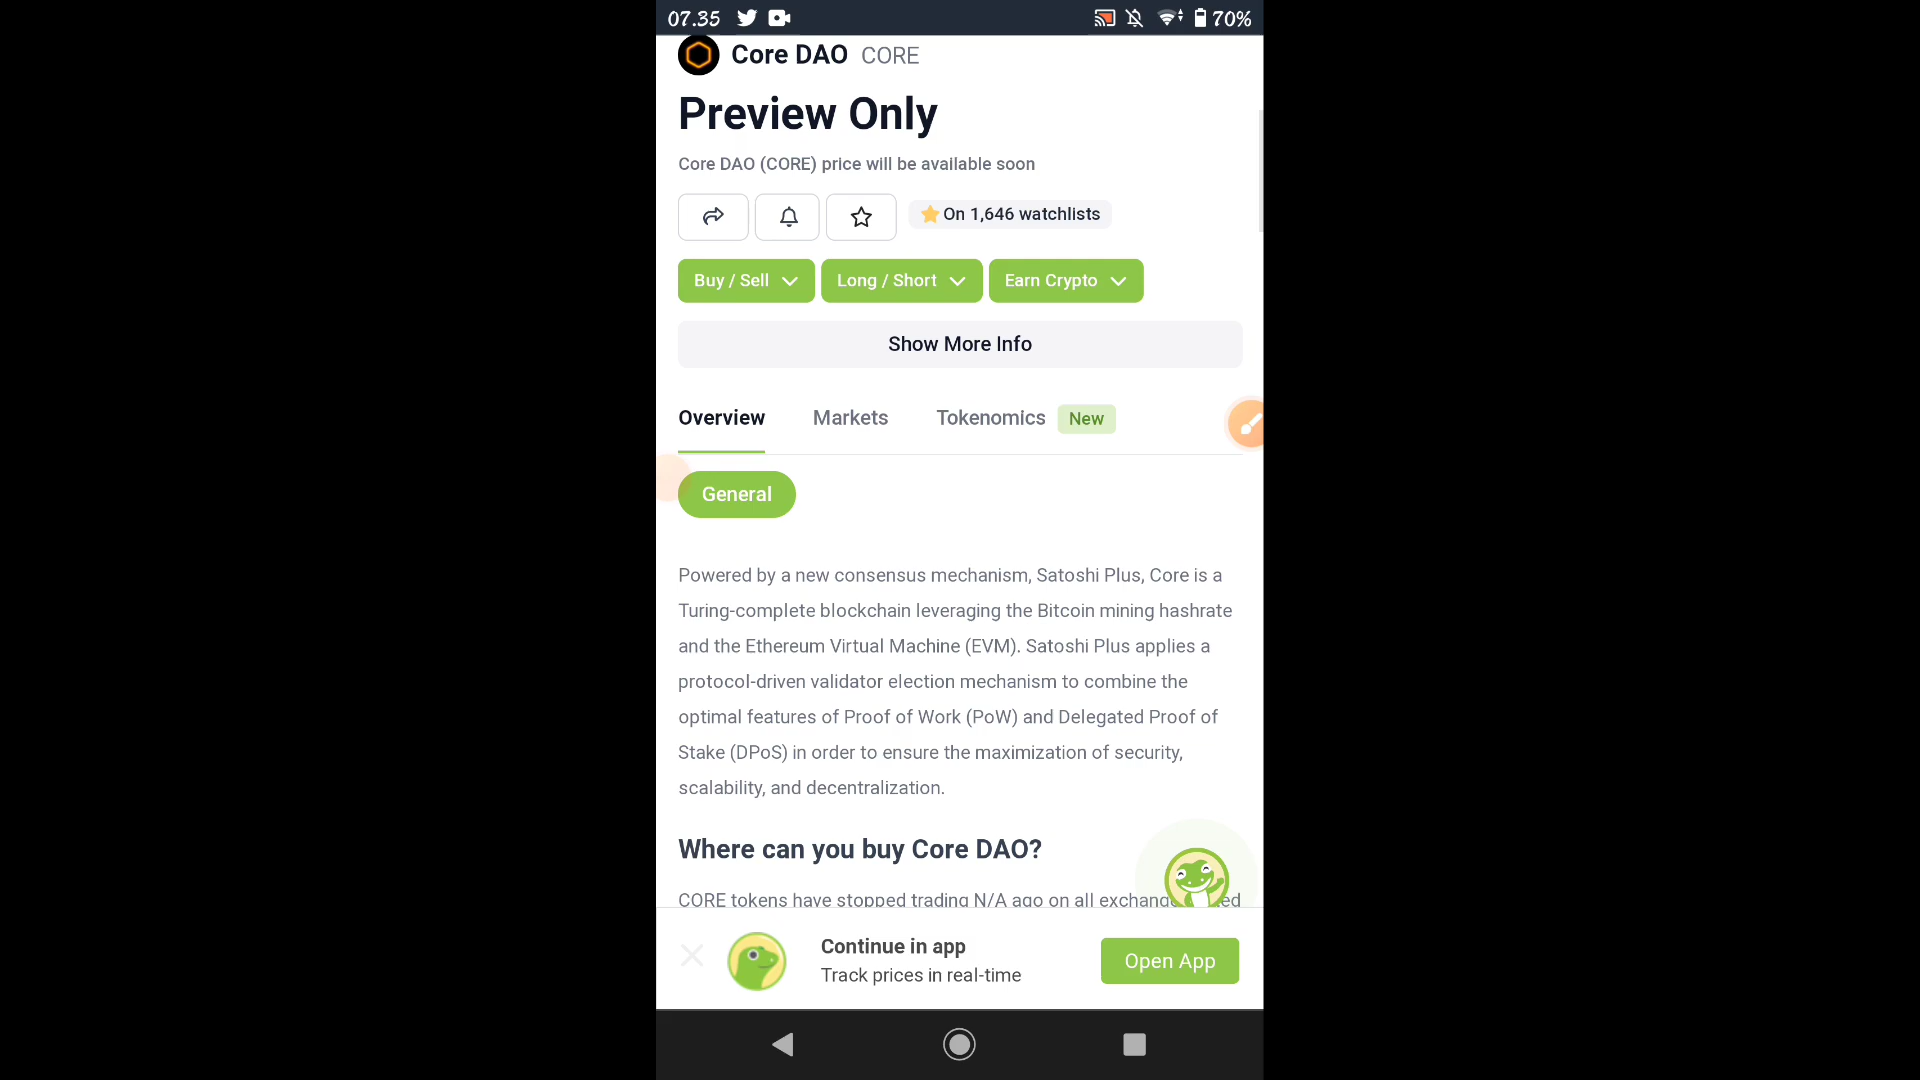 07.35 70%
Core DAO CORE
Preview Only
Core DAO (CORE) price will be available soon
On 1,646 watchlists
Buy / Sell Long / Short Earn Crypto
Show More Info
Overview Markets Tokenomics New
General
Powered by a new consensus mechanism, Satoshi Plus, Core is a
Turing-complete blockchain leveraging the Bitcoin mining hashrate
and the Ethereum Virtual Machine (EVM). Satoshi Plus applies a
protocol-driven validator election mechanism to combine the
optimal features of Proof of Work (PoW) and Delegated Proof of
Stake (DPoS) in order to ensure the maximization of security,
scalability, and decentralization.
Where can you buy Core DAO?
CORE tokens have stopped trading N/A ago on all
Continue in app
Track prices in real-time
Open App